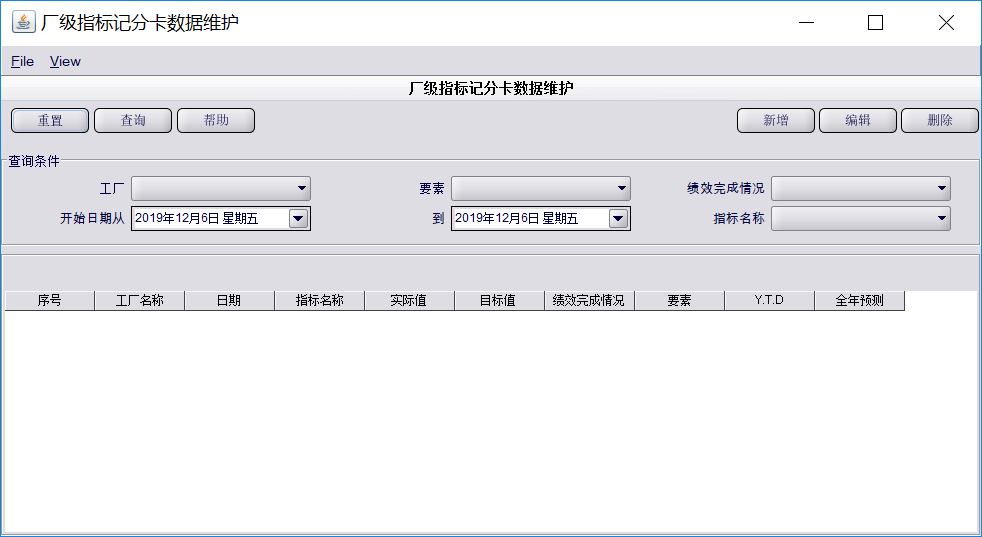 厂级指标记分卡数据维护
File View
厂级指标记分卡数据维护
重置 查询 帮助 新增 编辑 删除
查询条件
工厂 要素 绩效完成情况
开始日期从 2019年12月6日 星期五 到 2019年12月6日 星期五 指标名称
序号 工厂名称 日期 指标名称 实际值 目标值 绩效完成情况 要素 Y.T.D 全年预测